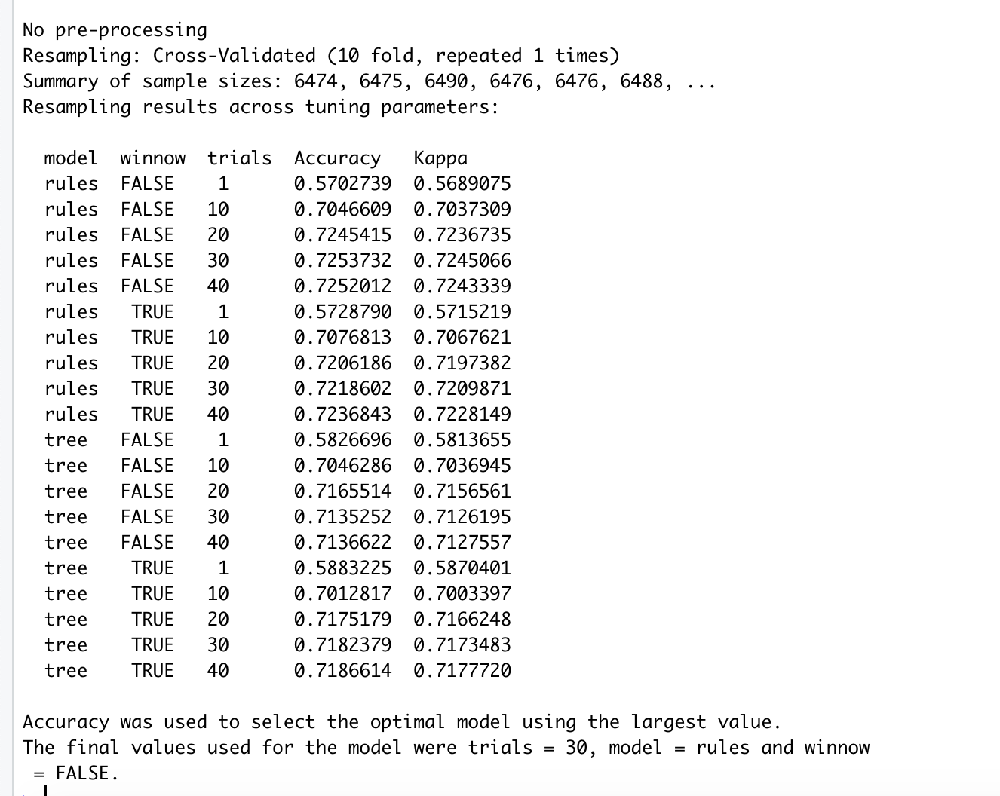 No pre-processing
Resampling: Cross-Validated (10 fold, repeated 1 times)
Summary of sample sizes: 6474, 6475, 6490, 6476, 6476, 6488, ...
Resampling results across tuning parameters:

  model  winnow  trials  Accuracy   Kappa
  rules  FALSE    1      0.5702739  0.5689075
  rules  FALSE   10      0.7046609  0.7037309
  rules  FALSE   20      0.7245415  0.7236735
  rules  FALSE   30      0.7253732  0.7245066
  rules  FALSE   40      0.7252012  0.7243339
  rules   TRUE    1      0.5728790  0.5715219
  rules   TRUE   10      0.7076813  0.7067621
  rules   TRUE   20      0.7206186  0.7197382
  rules   TRUE   30      0.7218602  0.7209871
  rules   TRUE   40      0.7236843  0.7228149
  tree   FALSE    1      0.5826696  0.5813655
  tree   FALSE   10      0.7046286  0.7036945
  tree   FALSE   20      0.7165514  0.7156561
  tree   FALSE   30      0.7135252  0.7126195
  tree   FALSE   40      0.7136622  0.7127557
  tree    TRUE    1      0.5883225  0.5870401
  tree    TRUE   10      0.7012817  0.7003397
  tree    TRUE   20      0.7175179  0.7166248
  tree    TRUE   30      0.7182379  0.7173483
  tree    TRUE   40      0.7186614  0.7177720

Accuracy was used to select the optimal model using the largest value.
The final values used for the model were trials = 30, model = rules and winnow
 = FALSE.